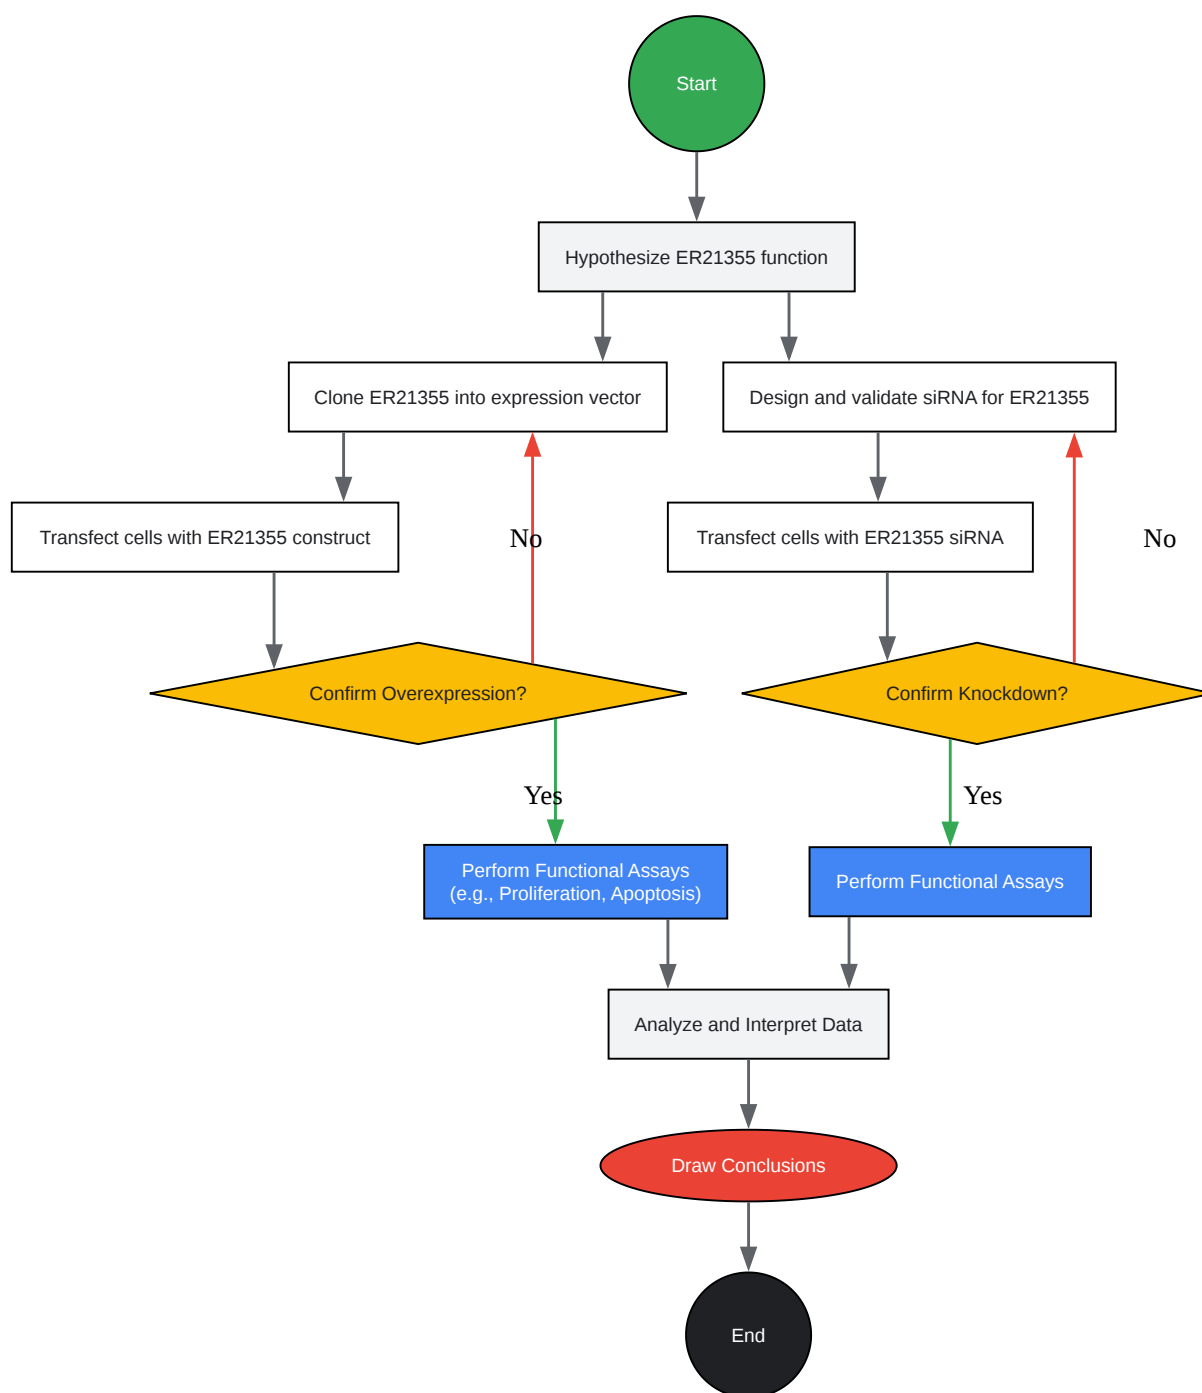 Start
Hypothesize ER21355 function
Clone ER21355 into expression vector
Design and validate siRNA for ER21355
Transfect cells with ER21355 construct
No
Transfect cells with ER21355 siRNA
No
Confirm Overexpression?
Confirm Knockdown?
Yes
Yes
Perform Functional Assays
(e.g., Proliferation, Apoptosis)
Perform Functional Assays
Analyze and Interpret Data
Draw Conclusions
End